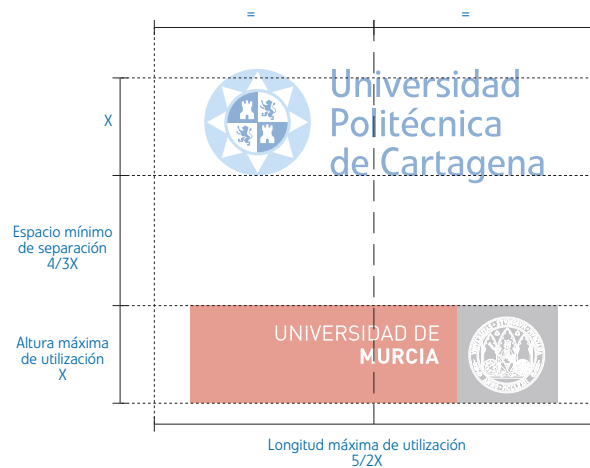 = =
Universidad
Politécnica
de Cartagena
X
Espacio mínimo
de separación
4/3X
UNIVERSIDAD DE
MURCIA
Altura máxima
de utilización
X
Longitud máxima de utilización
5/2X